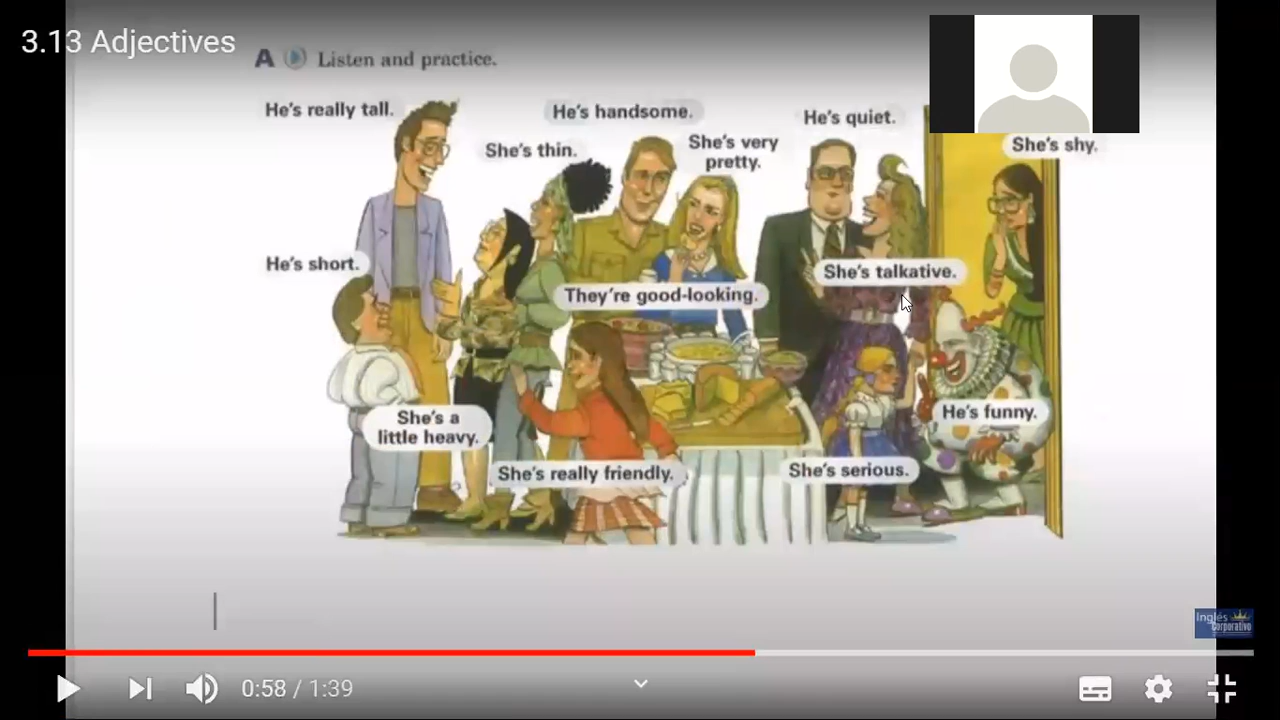 3.13 Adjectives
A Listen and practice.
He's really tall.
He's handsome.
He's quiet.
She's thin.
She's very
pretty.
She's shy.
He's short.
She's talkative.
They're good-looking.
She's a
little heavy.
He's funny.
She's really friendly.
She's serious.
Inglés
Corporativo
0:58 / 1:39